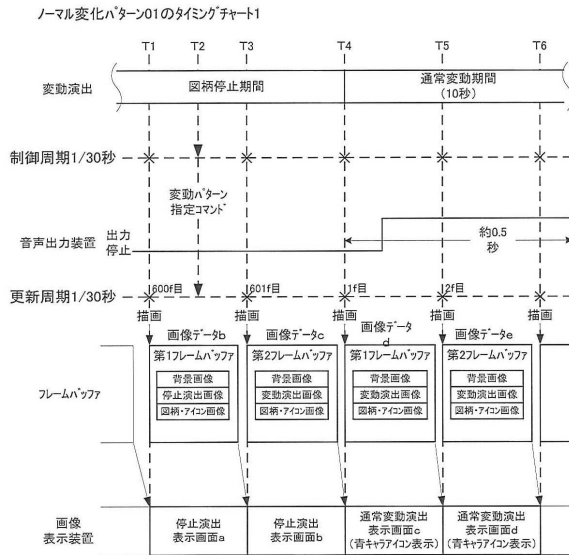 ノーマル変化パターン01のタイミングチャート1
T1 T2 T3 T4 T5 T6
変動演出
図柄停止期間
通常変動期間
(10秒)
制御周期1/30秒
変動パターン
指定コマンド
音声出力装置
出力
停止
約0.5
秒
更新周期1/30秒
600f目
601f目
1f目
2f目
描画 描画 描画 描画 描画
画像データb
画像データc
画像データ
d
画像データe
フレームバッファ
第1フレームバッファ
背景画像
停止演出画像
図柄・アイコン画像
第2フレームバッファ
背景画像
変動演出画像
図柄・アイコン画像
第1フレームバッファ
背景画像
変動演出画像
図柄・アイコン画像
第2フレームバッファ
背景画像
変動演出画像
図柄・アイコン画像
画像
表示装置
停止演出
表示画面a
停止演出
表示画面b
通常変動演出
表示画面c
(青キャラアイコン表示)
通常変動演出
表示画面d
(青キャラアイコン表示)